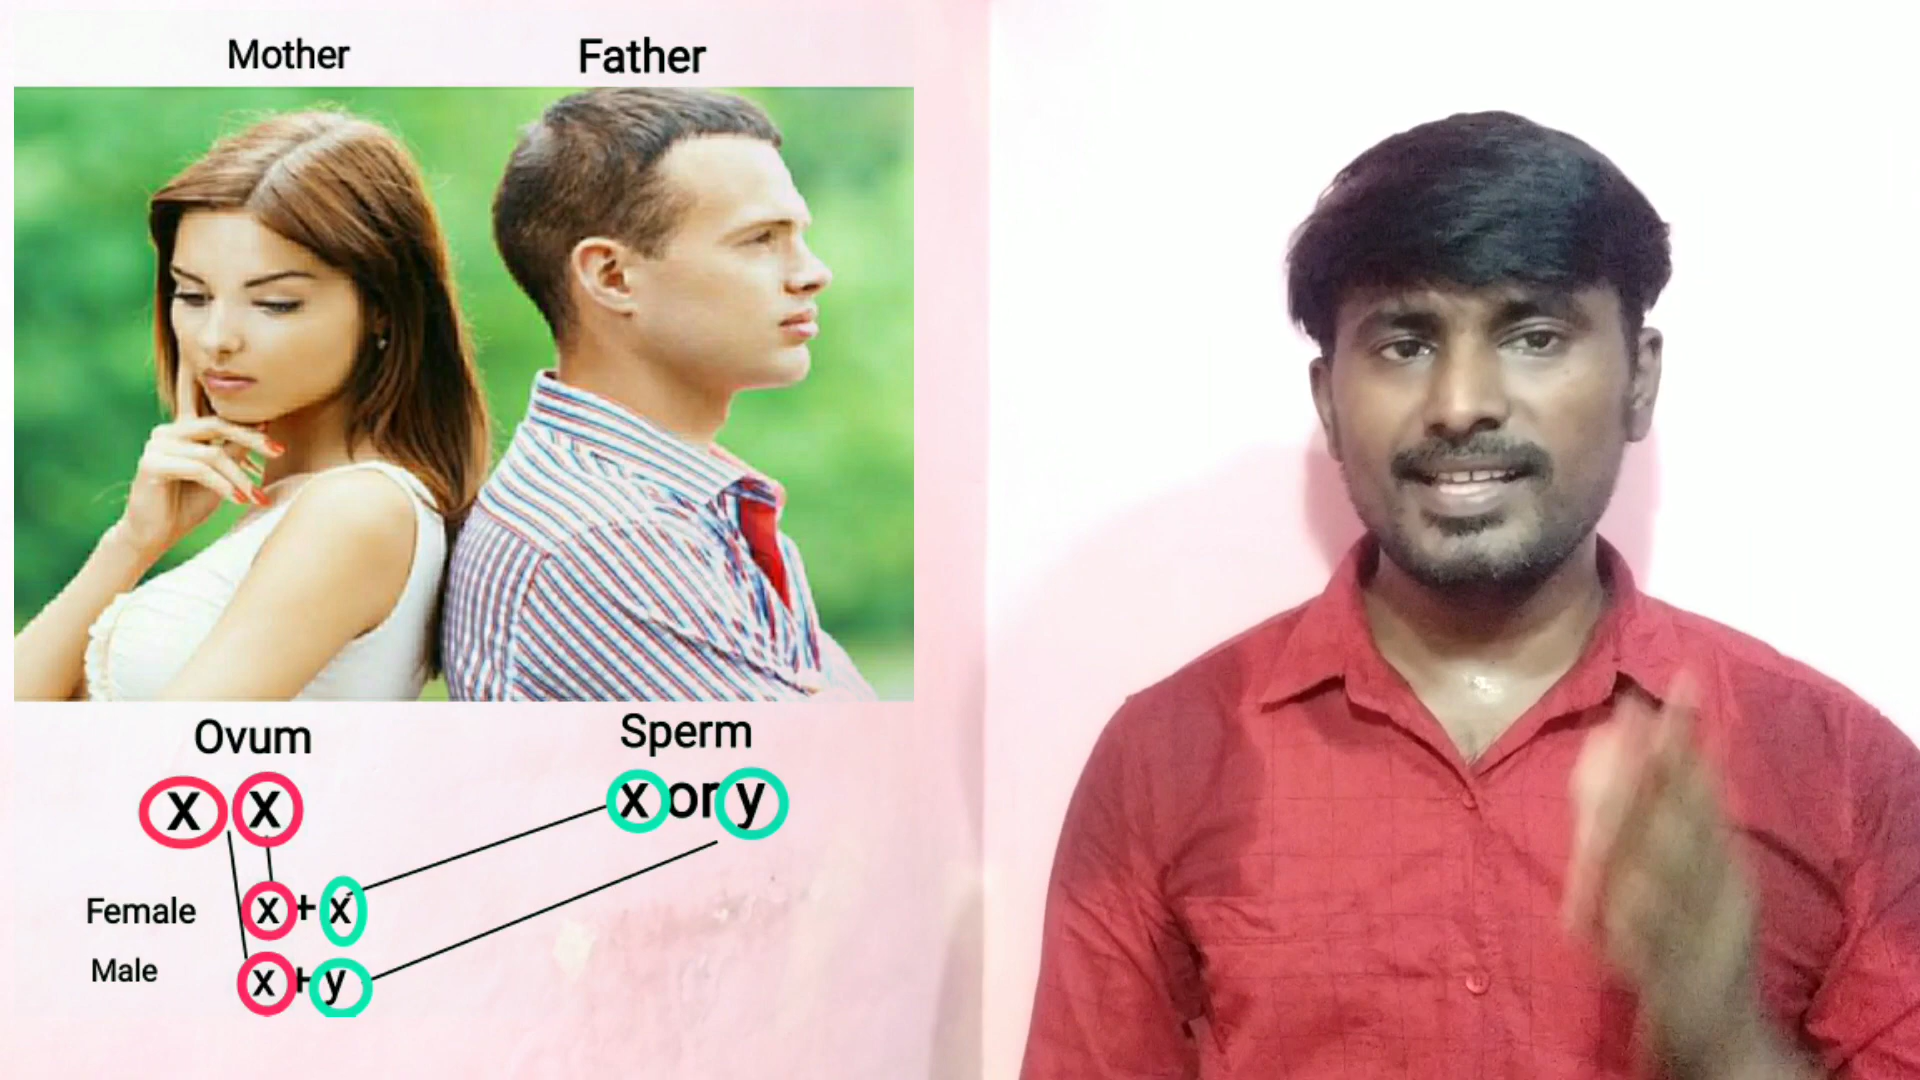 Mother Father
Ovum Sperm
X X x or y
Female x + x
Male x + y